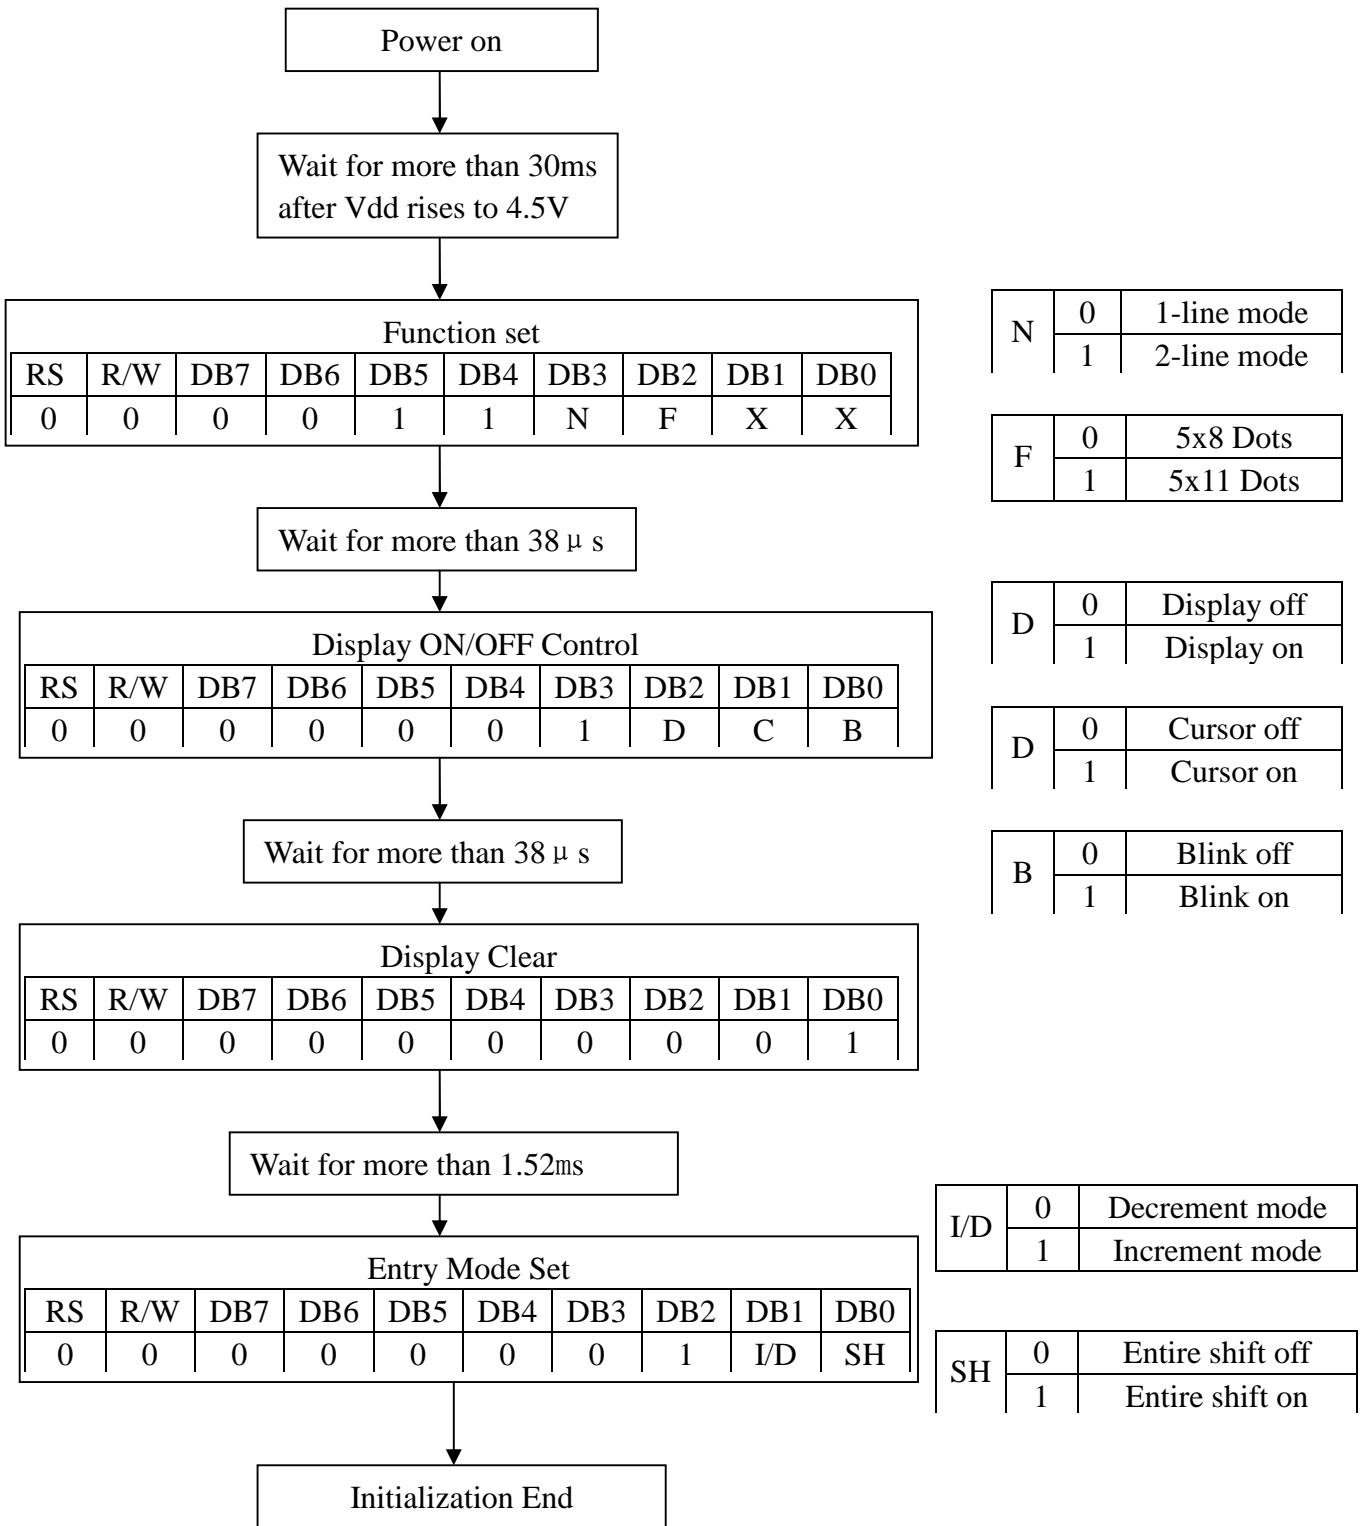 Power on
Wait for more than 30ms
after Vdd rises to 4.5V
Function set
RS R/W DB7 DB6 DB5 DB4 DB3 DB2 DB1 DB0
0 0 0 0 1 1 N F X X
N 0 1-line mode
1 2-line mode
F 0 5x8 Dots
1 5x11 Dots
Wait for more than 38μs
Display ON/OFF Control
RS R/W DB7 DB6 DB5 DB4 DB3 DB2 DB1 DB0
0 0 0 0 0 0 1 D C B
D 0 Display off
1 Display on
D 0 Cursor off
1 Cursor on
B 0 Blink off
1 Blink on
Wait for more than 38μs
Display Clear
RS R/W DB7 DB6 DB5 DB4 DB3 DB2 DB1 DB0
0 0 0 0 0 0 0 0 0 1
Wait for more than 1.52ms
Entry Mode Set
RS R/W DB7 DB6 DB5 DB4 DB3 DB2 DB1 DB0
0 0 0 0 0 0 0 1 I/D SH
I/D 0 Decrement mode
1 Increment mode
SH 0 Entire shift off
1 Entire shift on
Initialization End